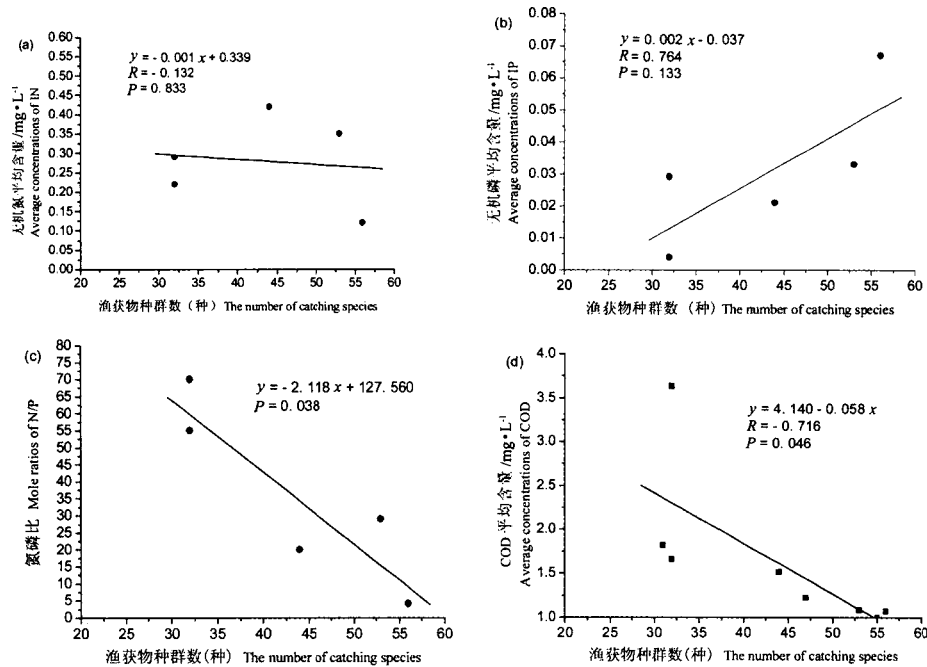 (a)
0.60
0.55
0.50
0.45
0.40
0.35
0.30
0.25
0.20
0.15
0.10
0.05
0.00
y = - 0.001 x + 0.339
R = - 0.132
P = 0.833
无机氮平均含量/mg•L⁻¹
Average concentrations of IN
20 25 30 35 40 45 50 55 60
渔获物种群数(种) The number of catching species
(b)
0.08
0.07
0.06
0.05
0.04
0.03
0.02
0.01
0.00
y = 0.002 x - 0.037
R = 0.764
P = 0.133
无机磷平均含量/mg•L⁻¹
Average concentrations of IP
20 30 40 45 50 55 60
渔获物种群数(种) The number of catching species
(c)
80
75
70
65
60
55
50
45
40
35
30
25
20
15
10
5
0
y = - 2.118 x + 127.560
P = 0.038
氮磷比 Mole ratios of N/P
20 25 30 35 40 45 50 55 60
渔获物种群数(种) The number of catching species
(d)
4.0
3.5
3.0
2.5
2.0
1.5
1.0
y = 4.140 - 0.058 x
R = - 0.716
P = 0.046
COD 平均含量/mg•L⁻¹
Average concentrations of COD
20 25 30 35 40 45 50 55 60
渔获物种群数(种) The number of catching species